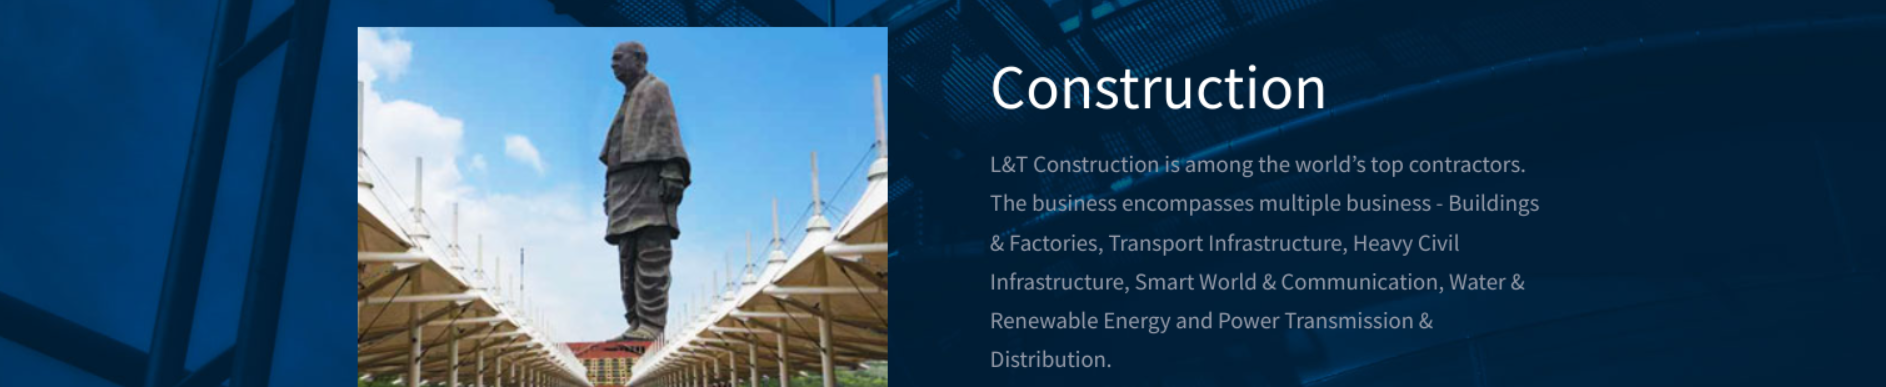 Construction
L&T Construction is among the world’s top contractors.
The business encompasses multiple business - Buildings
& Factories, Transport Infrastructure, Heavy Civil
Infrastructure, Smart World & Communication, Water &
Renewable Energy and Power Transmission &
Distribution.